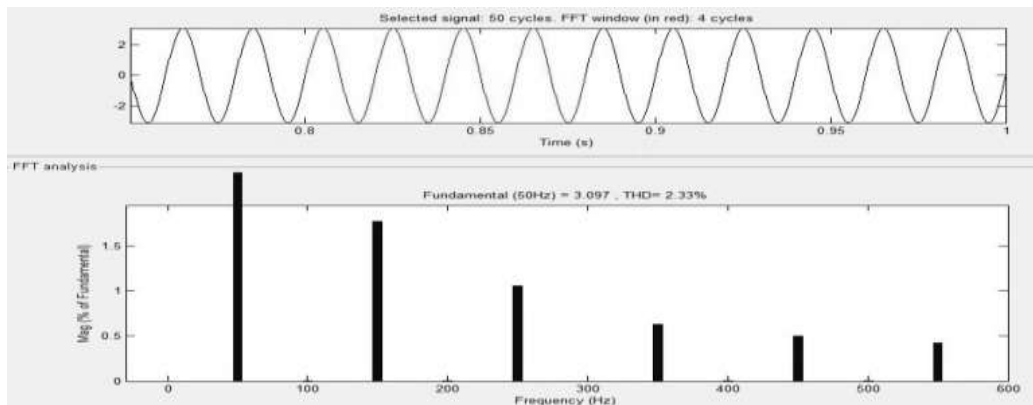 Selected signal: 50 cycles. FFT window (in red): 4 cycles
2
0
-2
0.8 0.85 0.9 0.95 1
Time (s)
FFT analysis
Fundamental (50Hz) = 3.097 , THD= 2.33%
Mag (% of Fundamental)
1.5
1
0.5
0
0 100 200 300 400 500 600
Frequency (Hz)